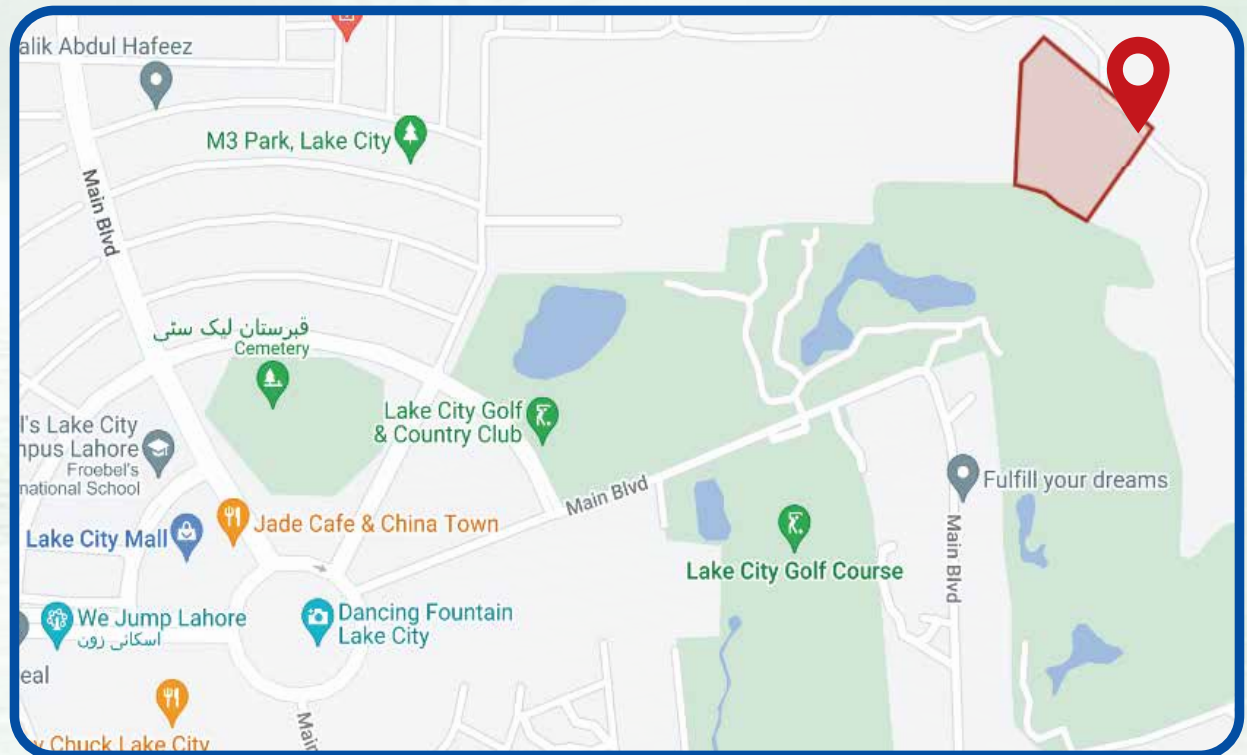 alik Abdul Hafeez
M3 Park, Lake City
Main Blvd
قبرستان لیک سٹی
Cemetery
Lake City Golf
& Country Club
l's Lake City
npus Lahore
Froebel's
national School
Main Blvd
Fulfill your dreams
Jade Cafe & China Town
Lake City Mall
Main Blvd
Lake City Golf Course
We Jump Lahore
اسکائی زون
Dancing Fountain
Lake City
eal
Main
y Chuck Lake City